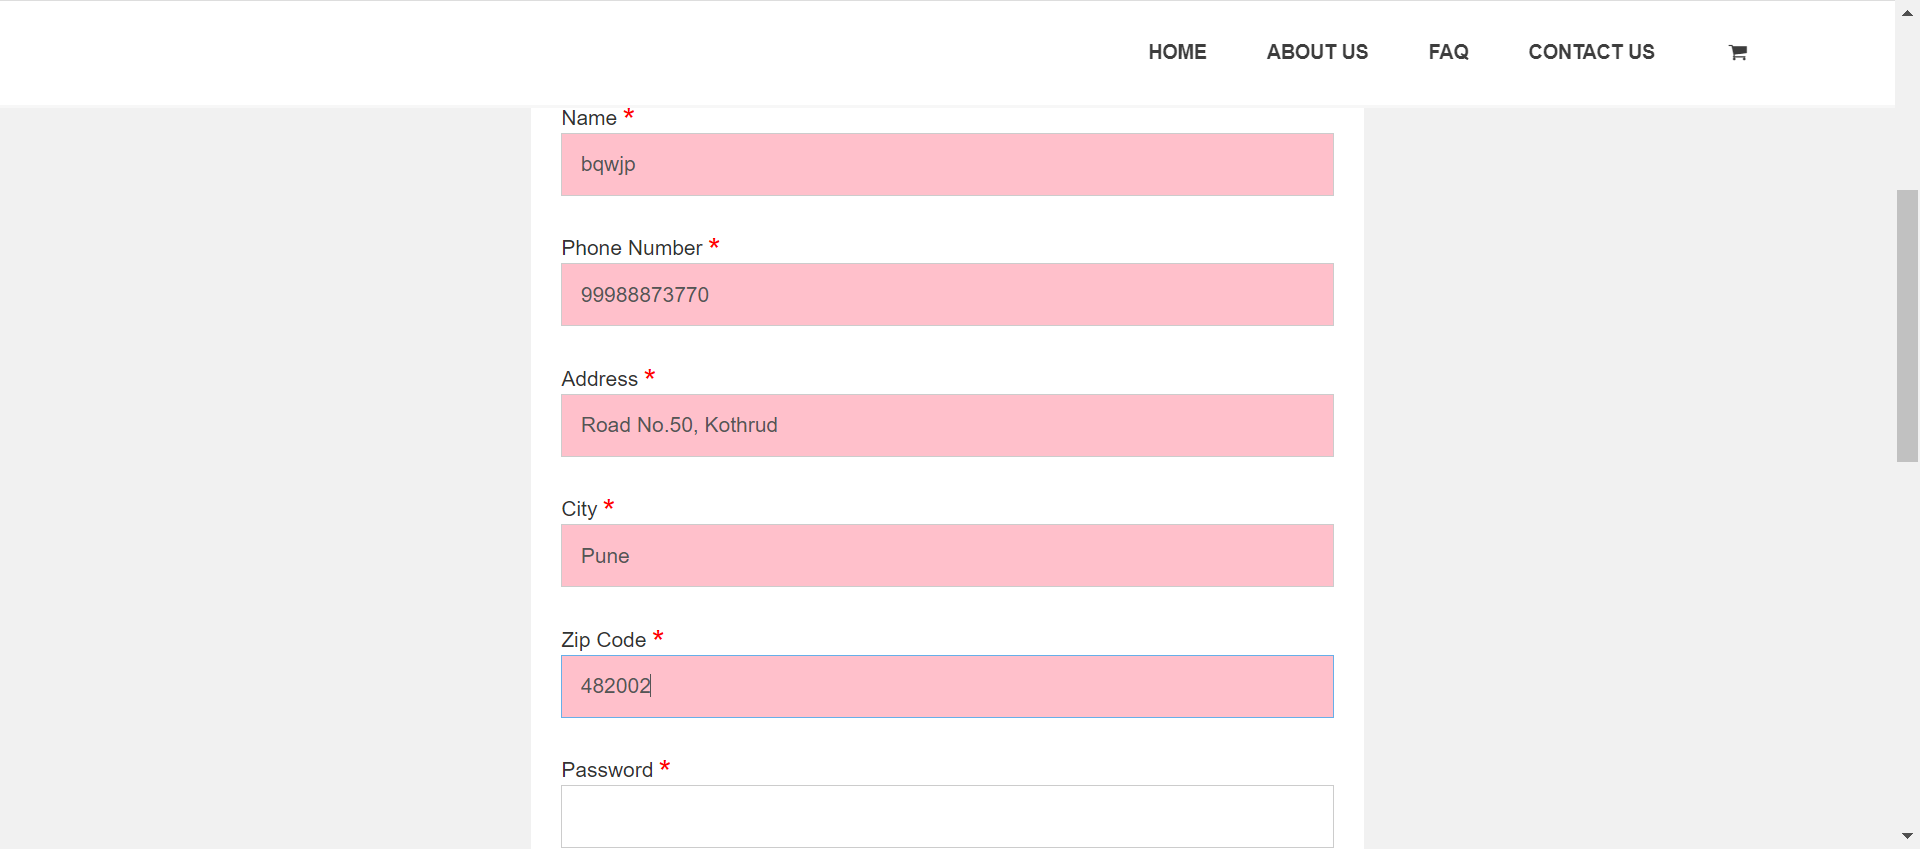 HOME ABOUT US FAQ CONTACT US
Name *
bqwjp
Phone Number *
99988873770
Address *
Road No.50, Kothrud
City *
Pune
Zip Code *
482002
Password *